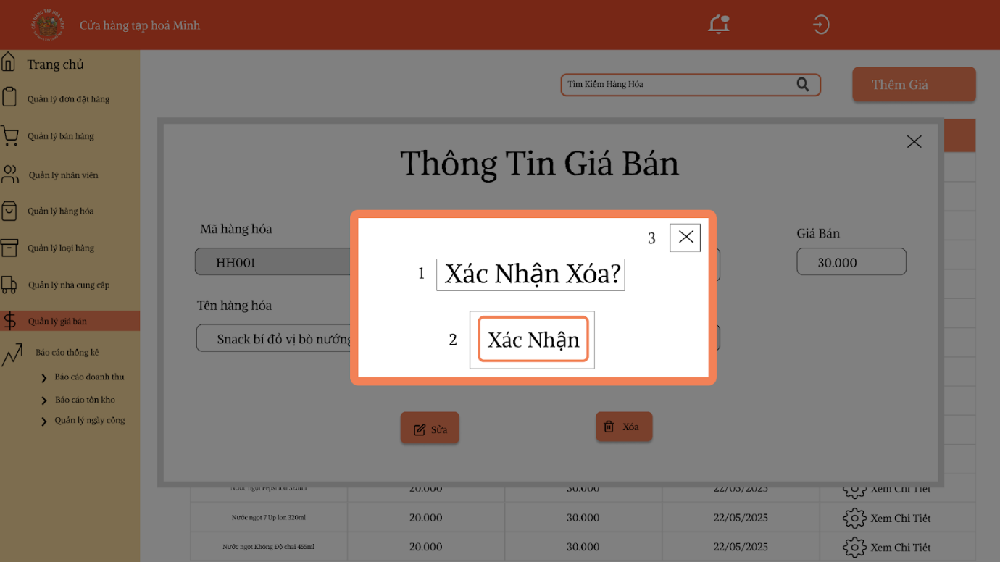 CỬA HÀNG TẠP HÓA MINH
Cửa hàng tạp hoá Minh
Trang chủ
Quản lý đơn đặt hàng
Quản lý bán hàng
Quản lý nhân viên
Quản lý hàng hóa
Quản lý loại hàng
Quản lý nhà cung cấp
Quản lý giá bán
Báo cáo thống kê
Báo cáo doanh thu
Báo cáo tồn kho
Quản lý ngày công
Tìm Kiếm Hàng Hóa
Thêm Giá
Thông Tin Giá Bán
Mã hàng hóa
HH001
Giá Bán
30.000
Tên hàng hóa
Snack bí đỏ vị bò nướng
3
1 Xác Nhận Xóa?
2 Xác Nhận
Sửa
Xóa
Nước ngọt Pepsi lon 320ml 20.000 30.000 22/05/2025 Xem Chi Tiết
Nước ngọt 7 Up lon 320ml 20.000 30.000 22/05/2025 Xem Chi Tiết
Nước ngọt Không Độ chai 455ml 20.000 30.000 22/05/2025 Xem Chi Tiết